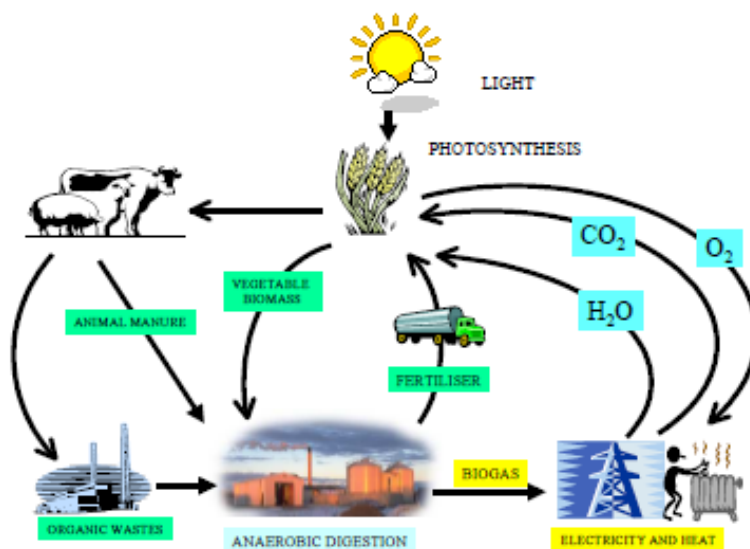 LIGHT
PHOTOSYNTHESIS
CO₂
O₂
VEGETABLE
BIOMASS
H₂O
ANIMAL MANURE
FERTILISER
BIOGAS
ORGANIC WASTES
ANAEROBIC DIGESTION
ELECTRICITY AND HEAT